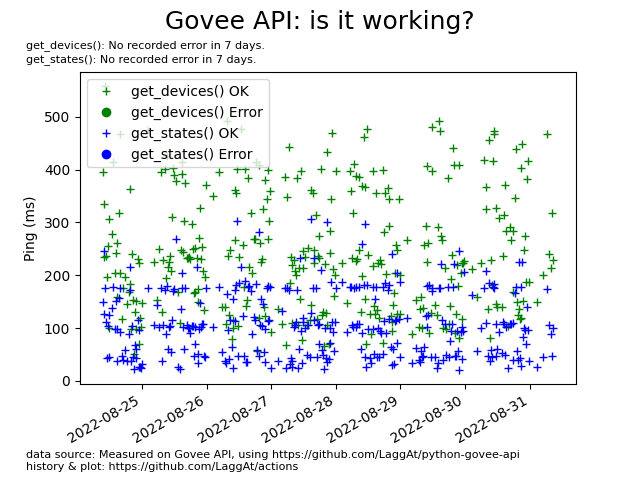 Govee API: is it working?
get_devices(): No recorded error in 7 days.
get_states(): No recorded error in 7 days.
get_devices() OK
get_devices() Error
get_states() OK
get_states() Error
Ping (ms)
500
400
300
200
100
0
2022-08-25
2022-08-26
2022-08-27
2022-08-28
2022-08-29
2022-08-30
2022-08-31
data source: Measured on Govee API, using https://github.com/LaggAt/python-govee-api
history & plot: https://github.com/LaggAt/actions